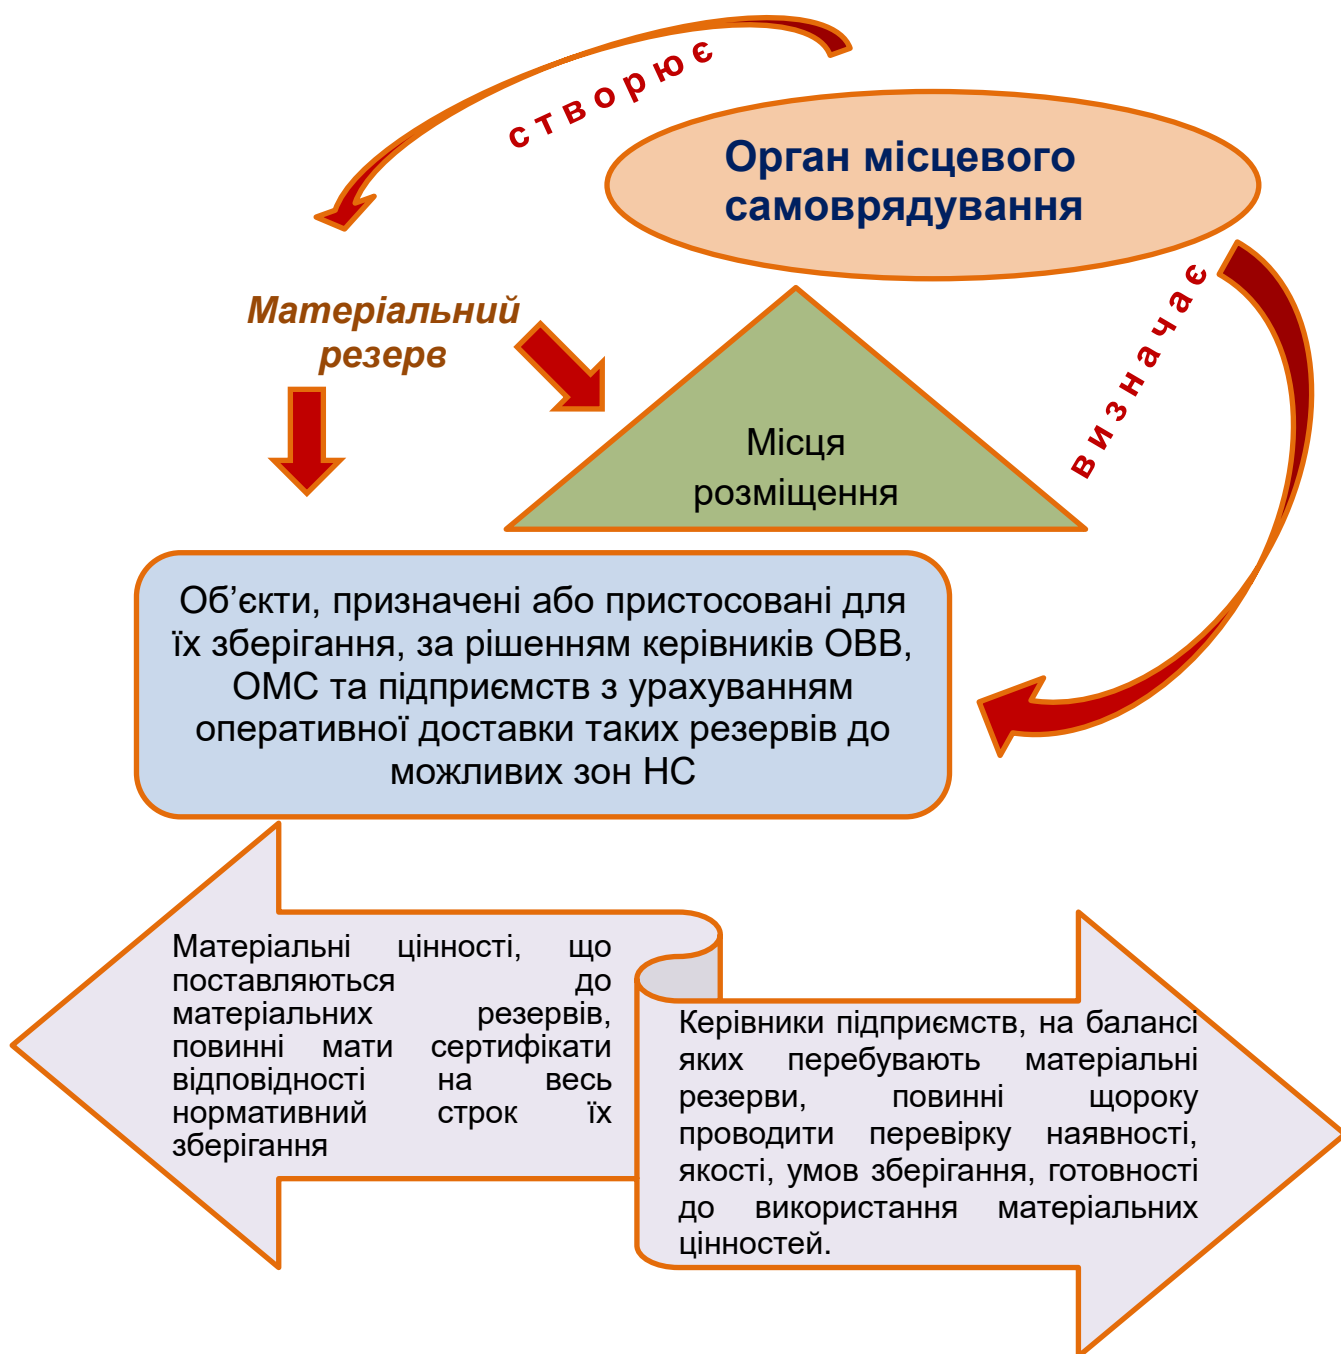 створює
Орган місцевого
самоврядування
визначає
Матеріальний
резерв
Місця
розміщення
Об’єкти, призначені або пристосовані для
їх зберігання, за рішенням керівників ОВВ,
ОМС та підприємств з урахуванням
оперативної доставки таких резервів до
можливих зон НС
Матеріальні цінності, що
поставляються до
матеріальних резервів,
повинні мати сертифікати
відповідності на весь
нормативний строк їх
зберігання
Керівники підприємств, на балансі
яких перебувають матеріальні
резерви, повинні щороку
проводити перевірку наявності,
якості, умов зберігання, готовності
до використання матеріальних
цінностей.